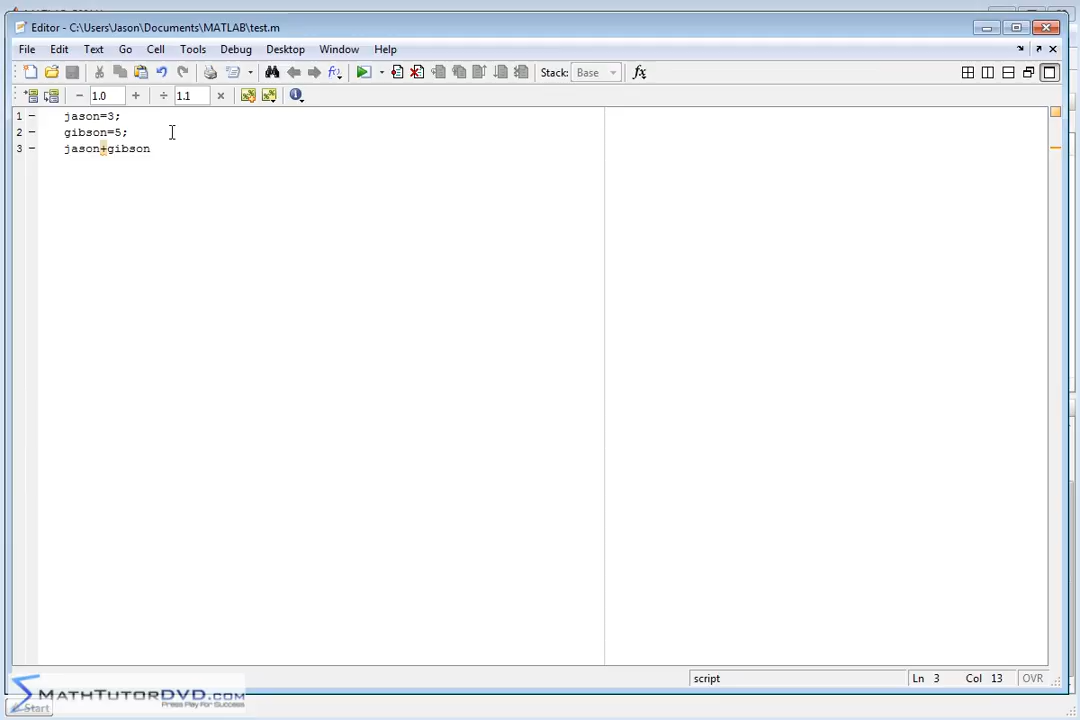 Editor - C:\Users\Jason\Documents\MATLAB\test.m
File Edit Text Go Cell Tools Debug Desktop Window Help
Stack: Base fx
− 1.0 + ÷ 1.1 ×
1 − jason=3;
2 − gibson=5;
3 − jason+gibson
script Ln 3 Col 13 OVR
MathTutorDVD.com
Press Play For Success
Start